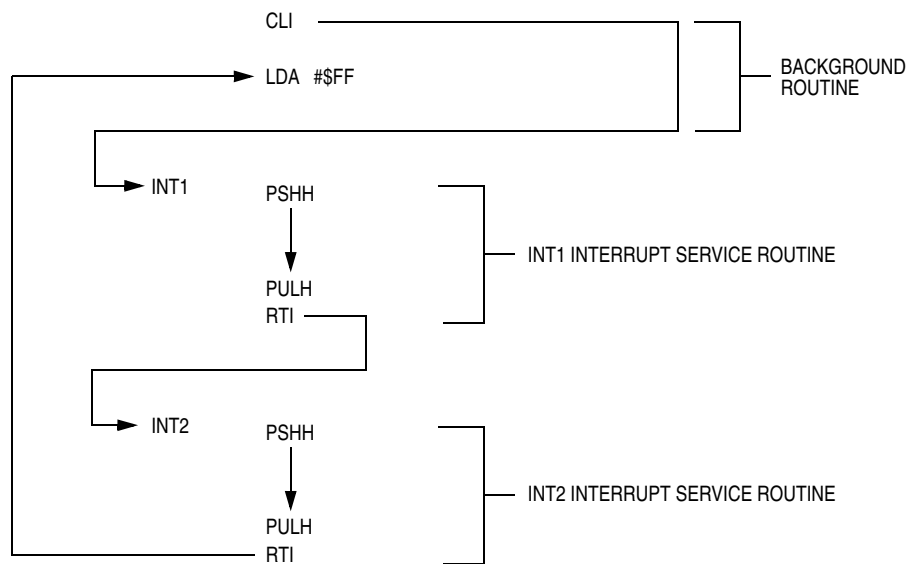 CLI
LDA #$FF
BACKGROUND
ROUTINE
INT1
PSHH
INT1 INTERRUPT SERVICE ROUTINE
PULH
RTI
INT2
PSHH
INT2 INTERRUPT SERVICE ROUTINE
PULH
RTI